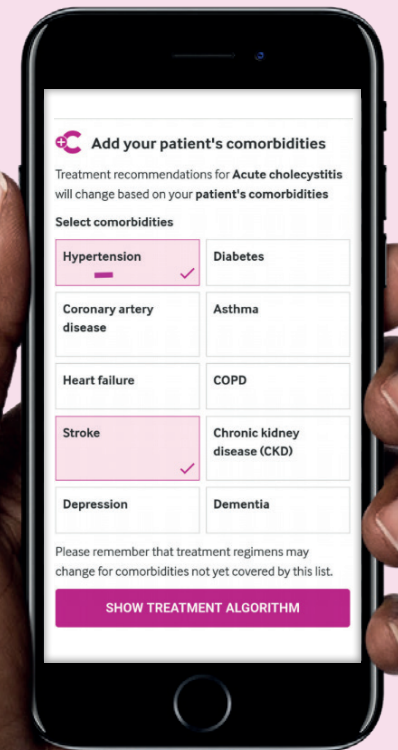 Add your patient's comorbidities
Treatment recommendations for Acute cholecystitis
will change based on your patient's comorbidities
Select comorbidities
Hypertension
Diabetes
Coronary artery
disease
Asthma
Heart failure
COPD
Stroke
Chronic kidney
disease (CKD)
Depression
Dementia
Please remember that treatment regimens may
change for comorbidities not yet covered by this list.
SHOW TREATMENT ALGORITHM